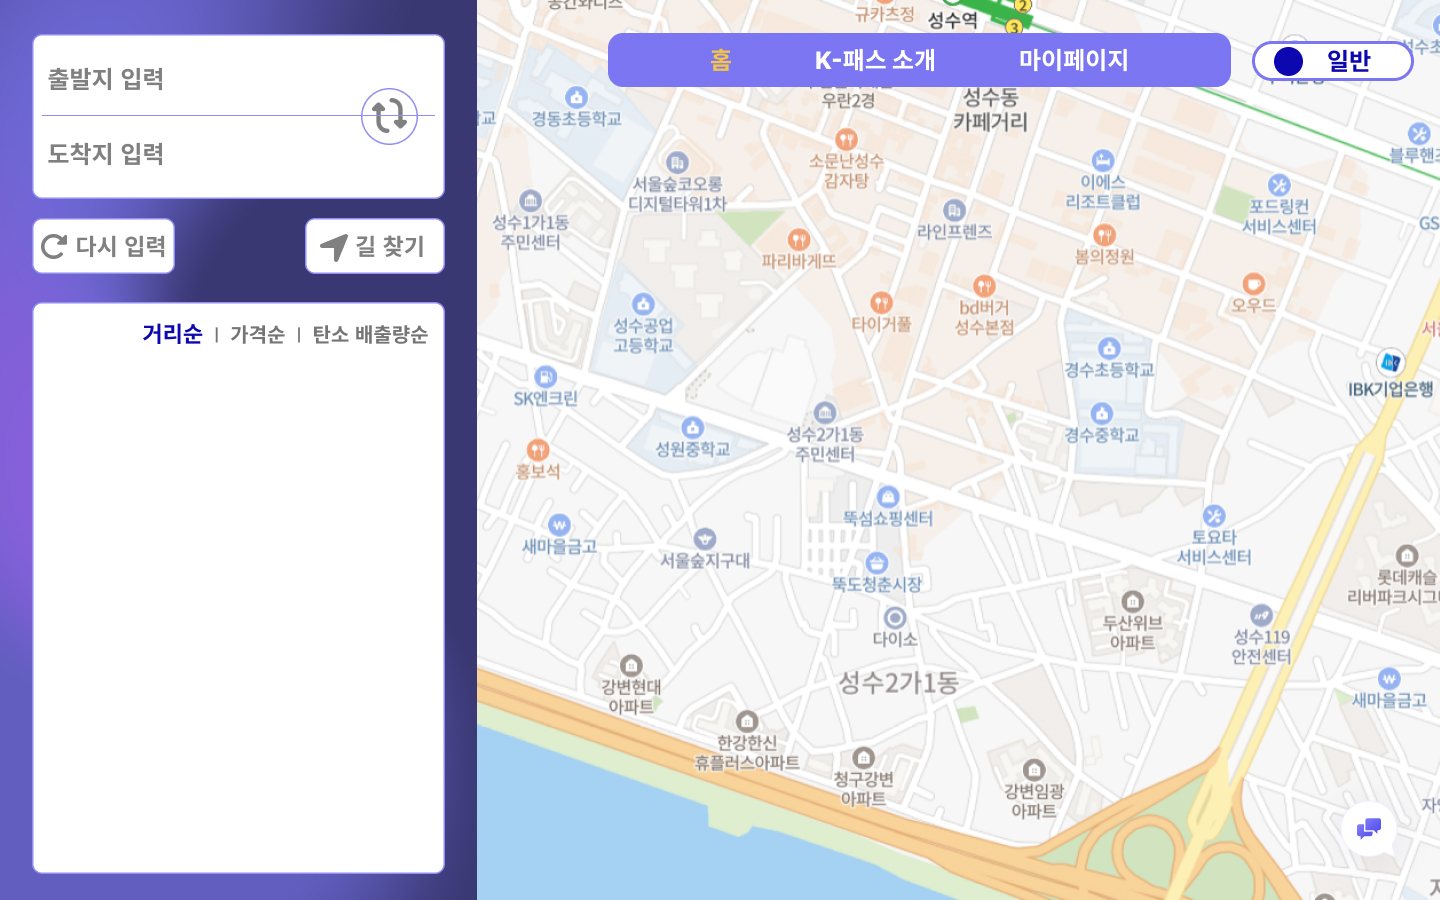 출발지 입력
도착지 입력
다시 입력
길 찾기
거리순 | 가격순 | 탄소 배출량순
홈
K-패스 소개
마이페이지
일반
규카츠정
성수역
2
3
우란2경
성수동
카페거리
경동초등학교
소문난성수
감자탕
서울숲코오롱
디지털타워1차
이에스
리조트클럽
포드링컨
서비스센터
성수1가1동
주민센터
라인프렌즈
파리바게뜨
봄의정원
오우드
bd버거
성수본점
타이거풀
성수공업
고등학교
경수초등학교
IBK기업은행
SK엔크린
성수2가1동
주민센터
경수중학교
성원중학교
홍보석
뚝섬쇼핑센터
새마을금고
서울숲지구대
토요타
서비스센터
뚝도청춘시장
롯데캐슬
다이소
두산위브
아파트
성수119
안전센터
강변현대
아파트
성수2가1동
새마을금고
한강한신
휴플러스아파트
청구강변
아파트
강변임광
아파트